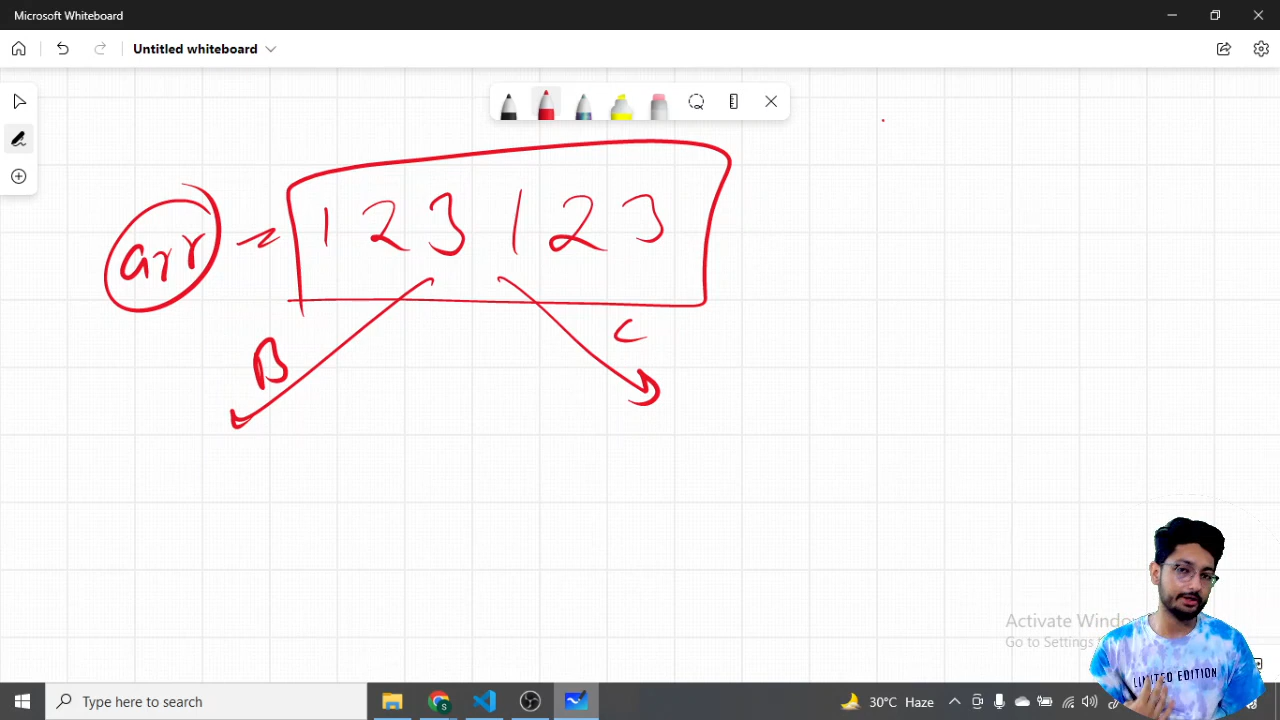 Microsoft Whiteboard
Untitled whiteboard
arr = 1 2 3 1 2 3
B
C
Activate Windo
Go to Settings
LIMITED EDITION
Type here to search
30°C Haze